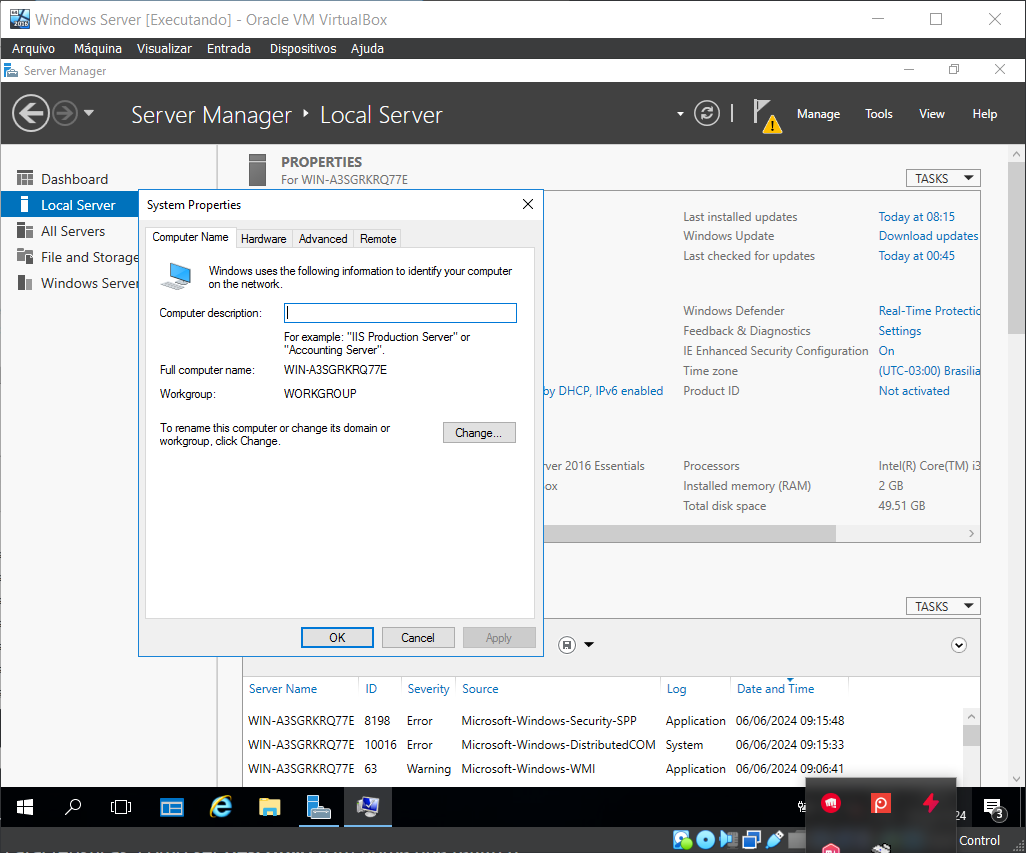 Windows Server [Executando] - Oracle VM VirtualBox
Arquivo Máquina Visualizar Entrada Dispositivos Ajuda
Server Manager
Server Manager Local Server
Manage Tools View Help
Dashboard
Local Server
All Servers
File and Storage
Windows Server
PROPERTIES
For WIN-A3SGRKRQ77E
TASKS
System Properties
Computer Name Hardware Advanced Remote
Windows uses the following information to identify your computer
on the network.
Computer description:
For example: "IIS Production Server" or
"Accounting Server".
Full computer name: WIN-A3SGRKRQ77E
Workgroup: WORKGROUP
To rename this computer or change its domain or
workgroup, click Change.
Change...
OK Cancel Apply
Last installed updates Today at 08:15
Windows Update Download updates
Last checked for updates Today at 00:45
Windows Defender Real-Time Protectic
Feedback & Diagnostics Settings
IE Enhanced Security Configuration On
Time zone (UTC-03:00) Brasilia
by DHCP, IPv6 enabled Product ID Not activated
ver 2016 Essentials Processors Intel(R) Core(TM) i3
ox Installed memory (RAM) 2 GB
Total disk space 49.51 GB
TASKS
Server Name ID Severity Source Log Date and Time
WIN-A3SGRKRQ77E 8198 Error Microsoft-Windows-Security-SPP Application 06/06/2024 09:15:48
WIN-A3SGRKRQ77E 10016 Error Microsoft-Windows-DistributedCOM System 06/06/2024 09:15:33
WIN-A3SGRKRQ77E 63 Warning Microsoft-Windows-WMI Application 06/06/2024 09:06:41
24
3
Control